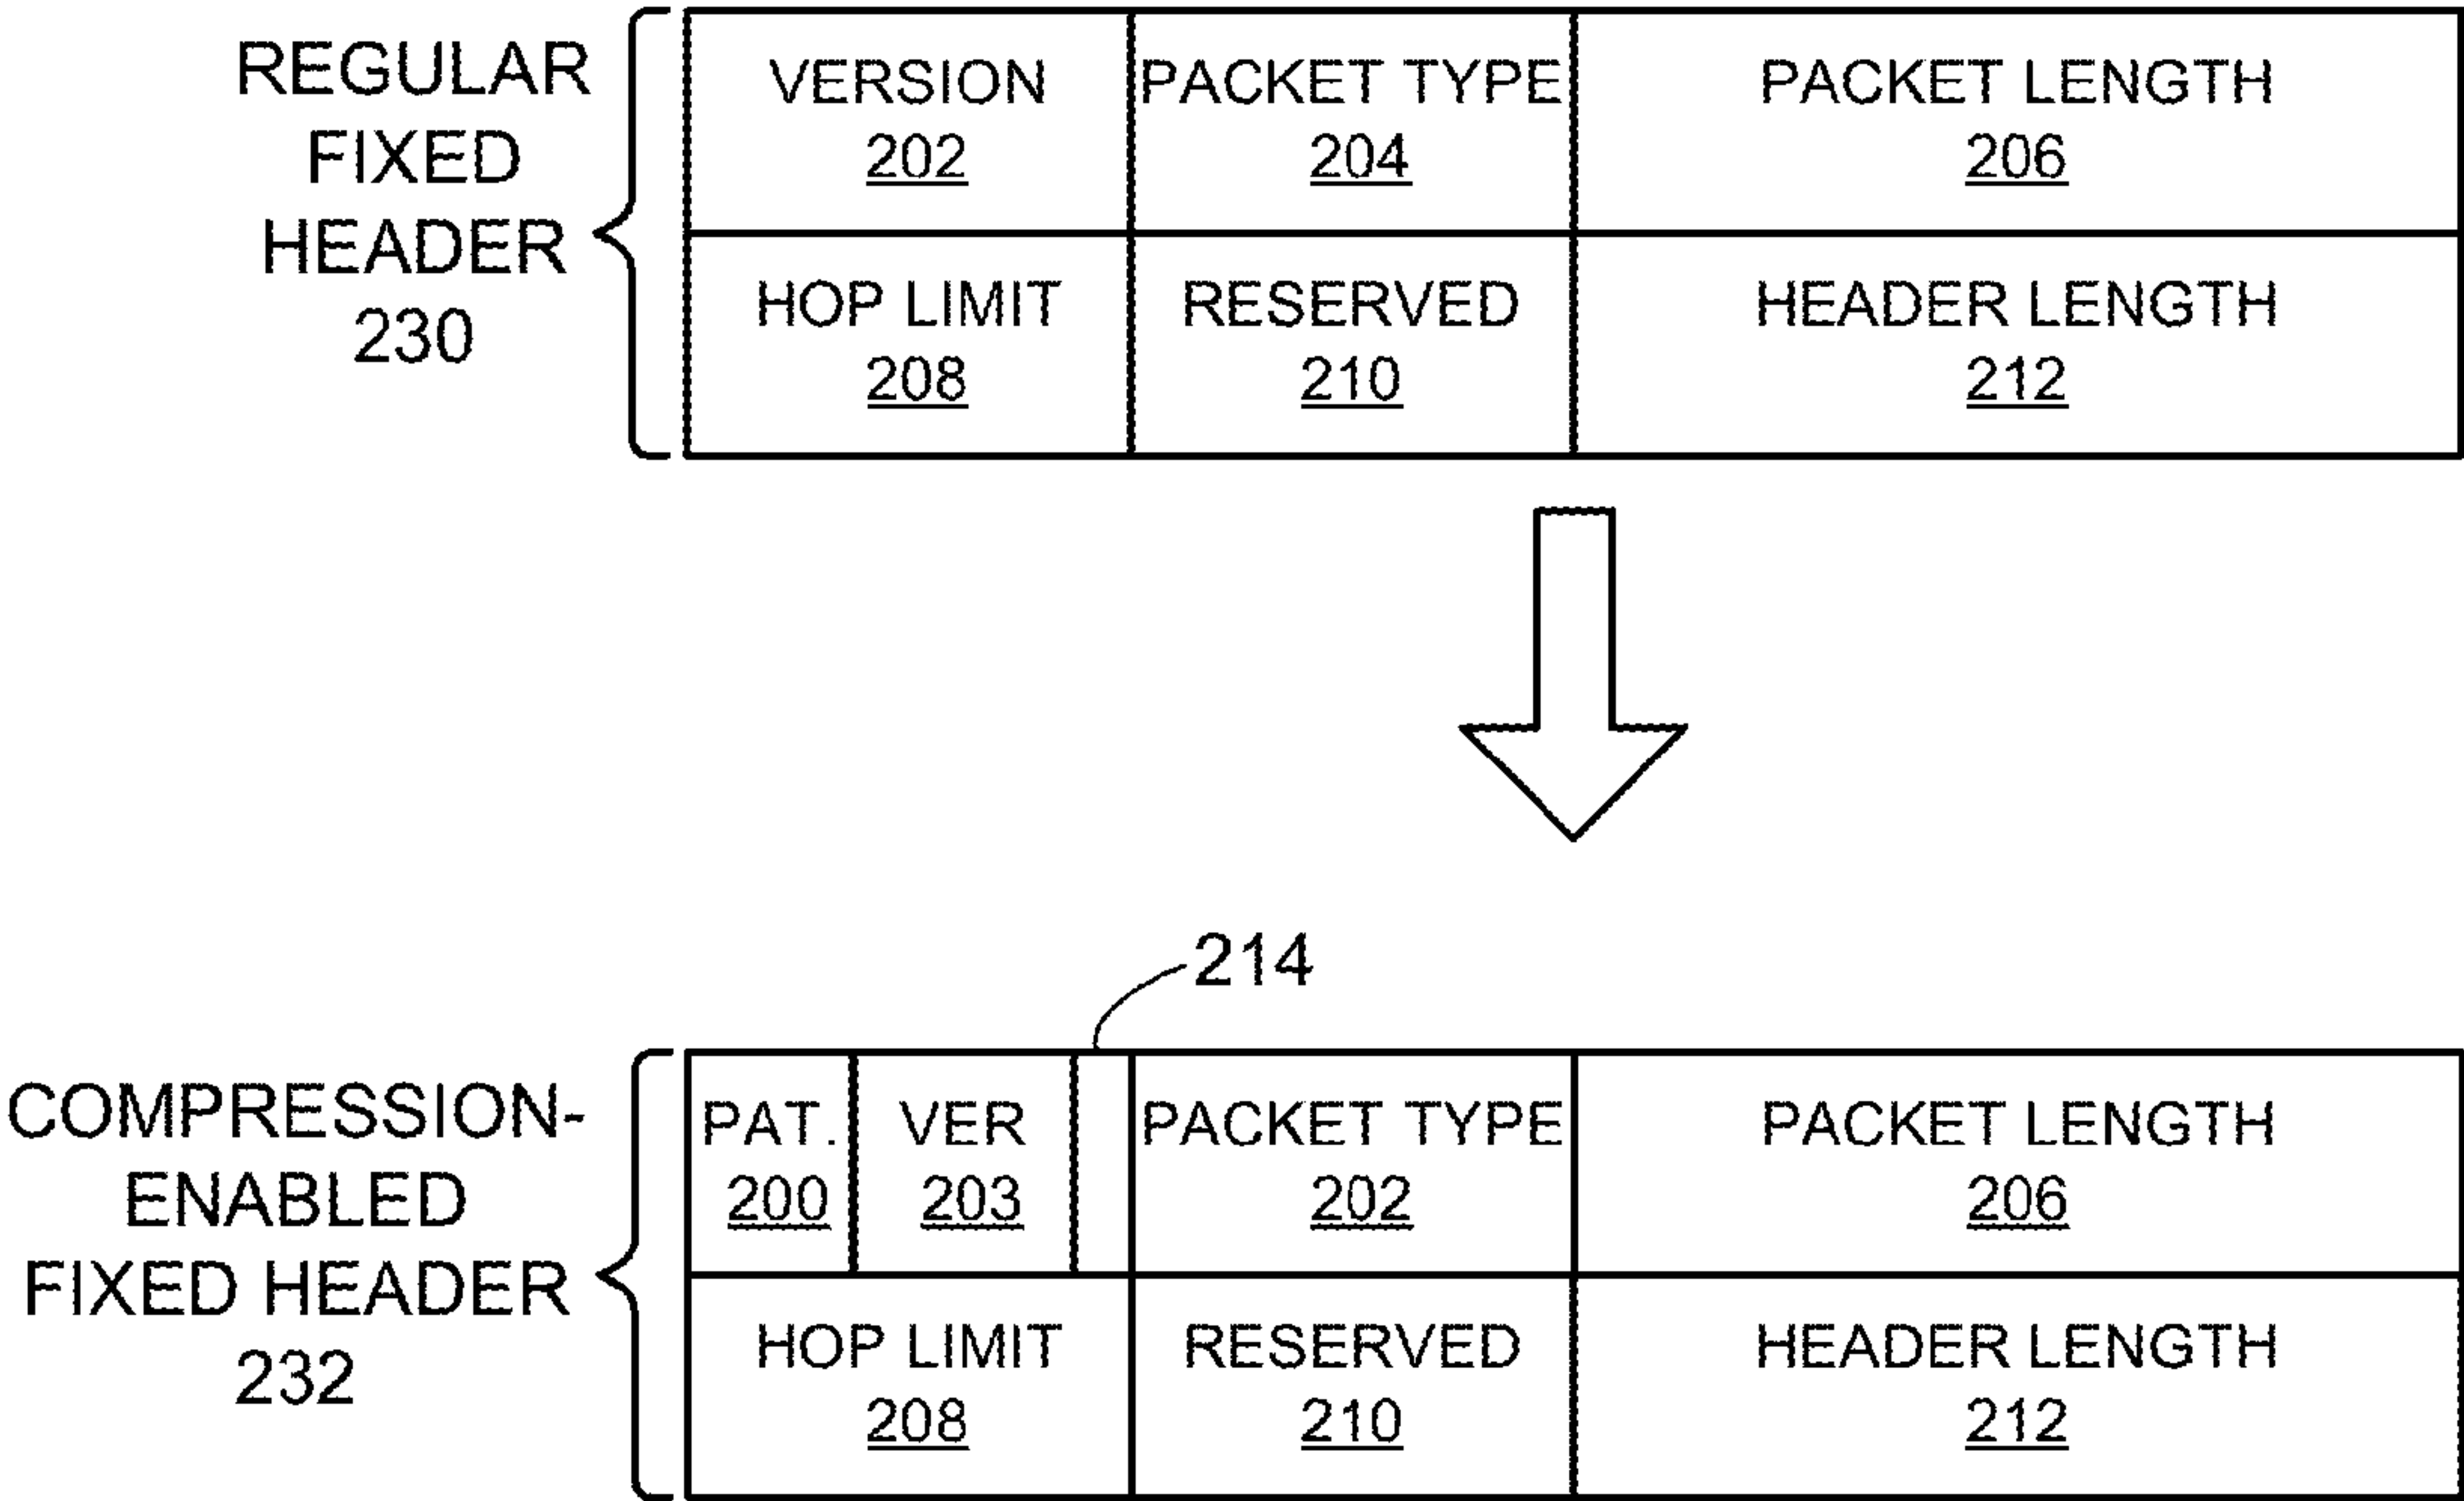 REGULAR
FIXED
HEADER
230
VERSION
202
PACKET TYPE
204
PACKET LENGTH
206
HOP LIMIT
208
RESERVED
210
HEADER LENGTH
212
214
COMPRESSION-
ENABLED
FIXED HEADER
232
PAT.
200
VER
203
PACKET TYPE
202
PACKET LENGTH
206
HOP LIMIT
208
RESERVED
210
HEADER LENGTH
212